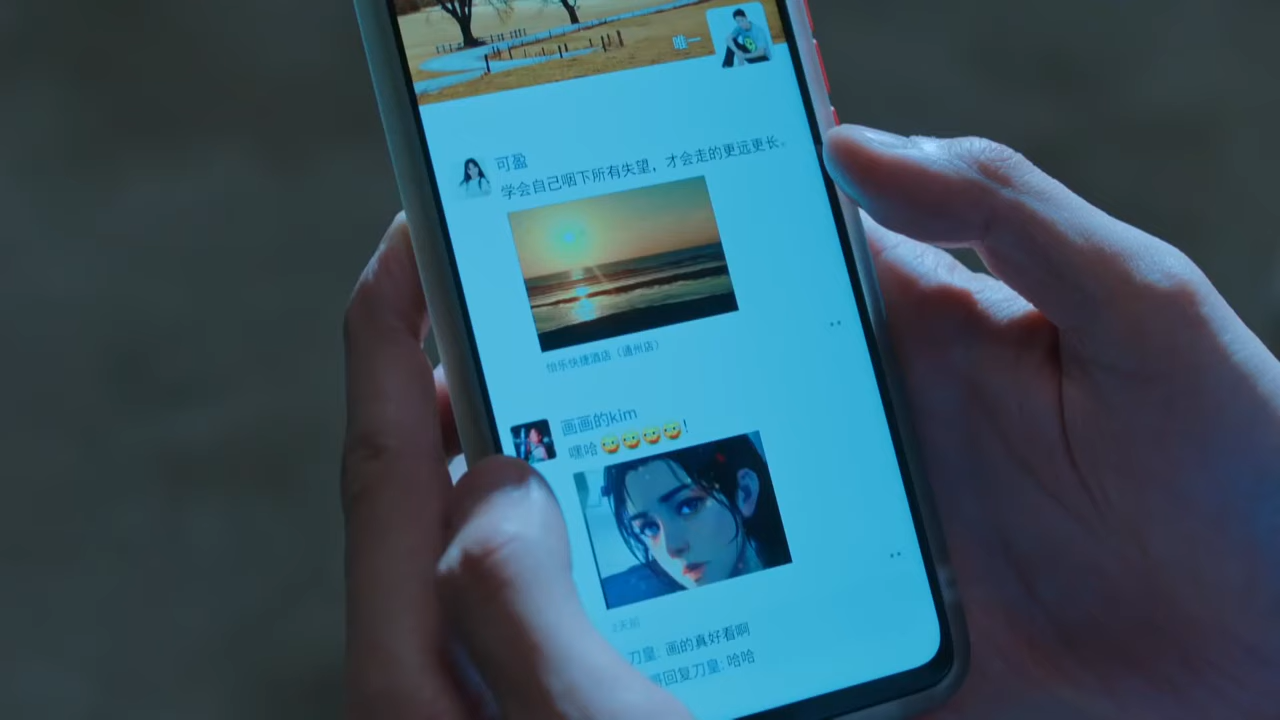 唯一
可盈
学会自己咽下所有失望，才会走的更远更长。
怡乐快捷酒店（通州店）
画画的kim
嘿哈😳😳😳😳！
2天前
刀皇: 画的真好看啊
哥回复刀皇: 哈哈